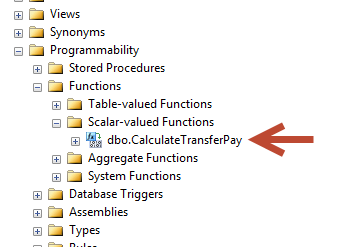 Views
Synonyms
Programmability
Stored Procedures
Functions
Table-valued Functions
Scalar-valued Functions
dbo.CalculateTransferPay
Aggregate Functions
System Functions
Database Triggers
Assemblies
Types
Rules